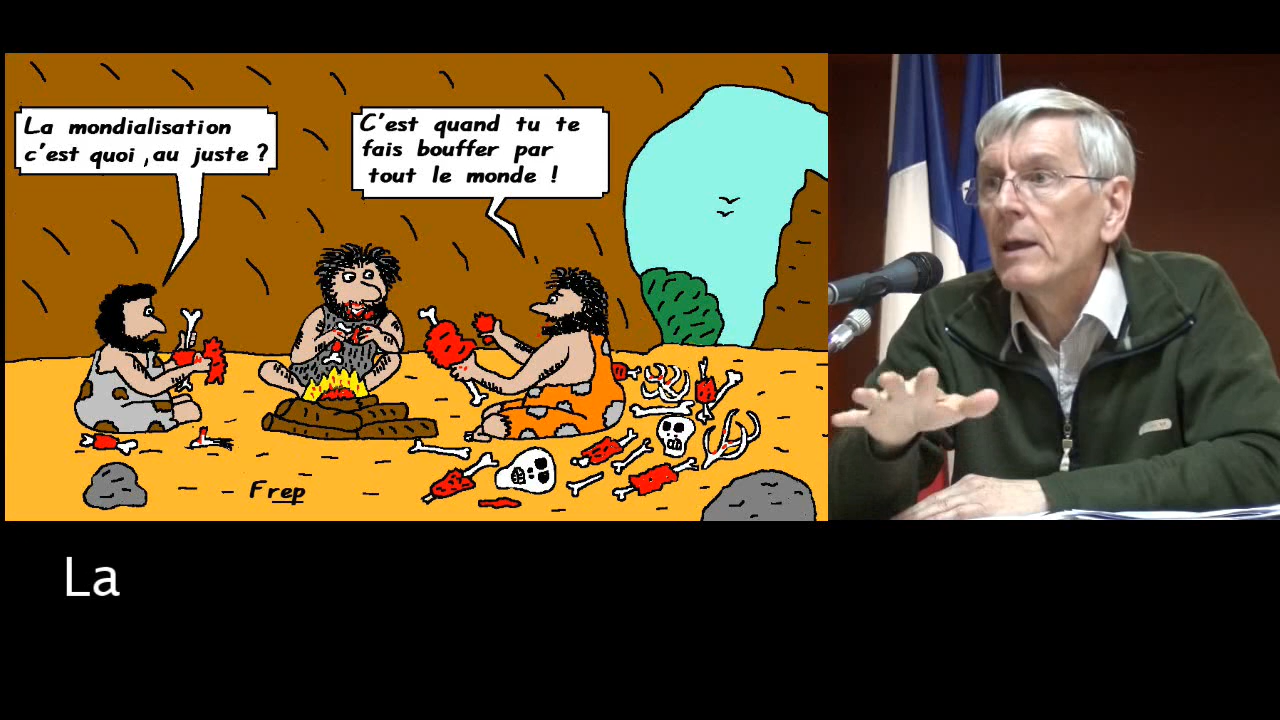 La mondialisation
c'est quoi , au juste ?
C'est quand tu te
fais bouffer par
tout le monde !
Frep
La